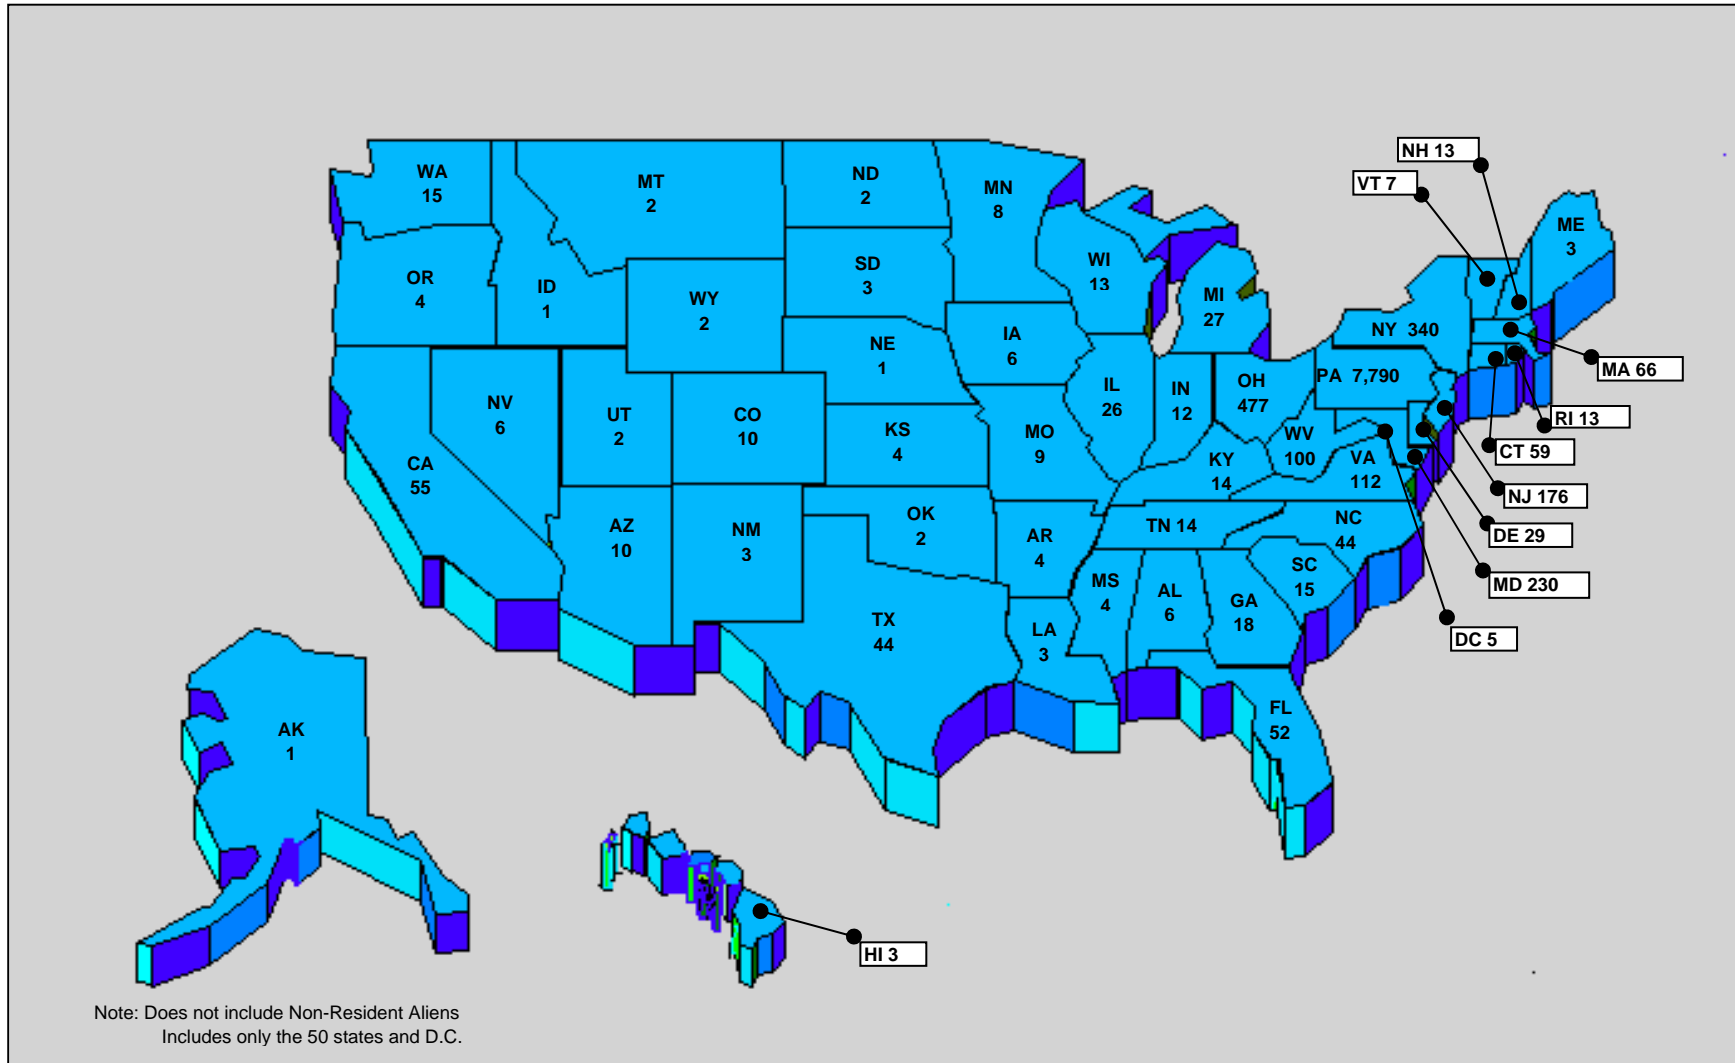 NH 13
VT 7
WA
15
MT
2
ND
2
MN
8
ME
3
OR
4
ID
1
WY
2
SD
3
WI
13
MI
27
NY 340
MA 66
NE
1
IA
6
PA 7,790
NV
6
UT
2
CO
10
KS
4
MO
9
IL
26
IN
12
OH
477
WV
100
RI 13
CT 59
CA
55
KY
14
VA
112
NJ 176
AZ
10
NM
3
OK
2
AR
4
TN 14
NC
44
DE 29
MS
4
AL
6
GA
18
SC
15
MD 230
TX
44
LA
3
DC 5
FL
52
AK
1
HI 3
Note: Does not include Non-Resident Aliens
Includes only the 50 states and D.C.